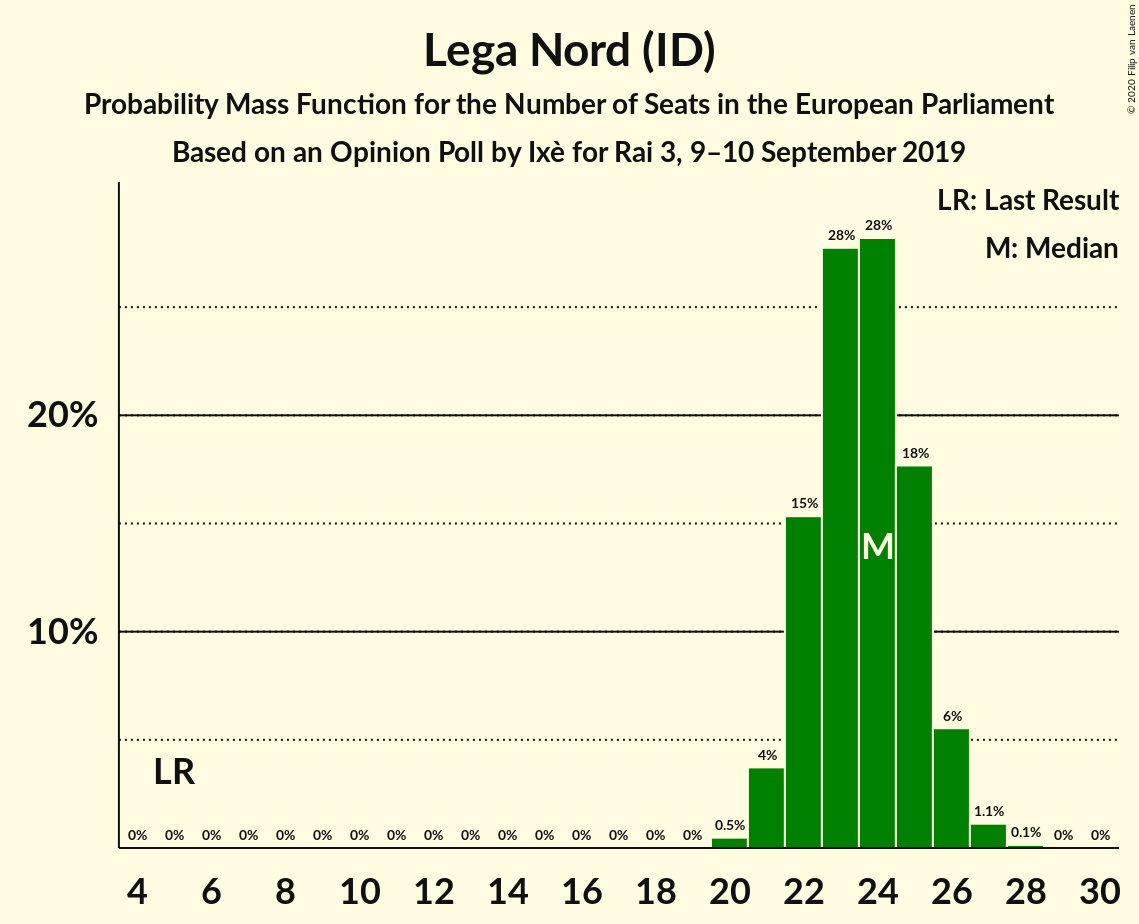 Lega Nord (ID)
Probability Mass Function for the Number of Seats in the European Parliament
Based on an Opinion Poll by Ixè for Rai 3, 9–10 September 2019
© 2020 Filip van Laenen
LR: Last Result
M: Median
28% 28%
20%
18%
15%
M
10%
6%
4%
LR
1.1%
0% 0% 0% 0% 0% 0% 0% 0% 0% 0% 0% 0% 0% 0% 0% 0% 0.5% 0.1% 0% 0%
4 6 8 10 12 14 16 18 20 22 24 26 28 30